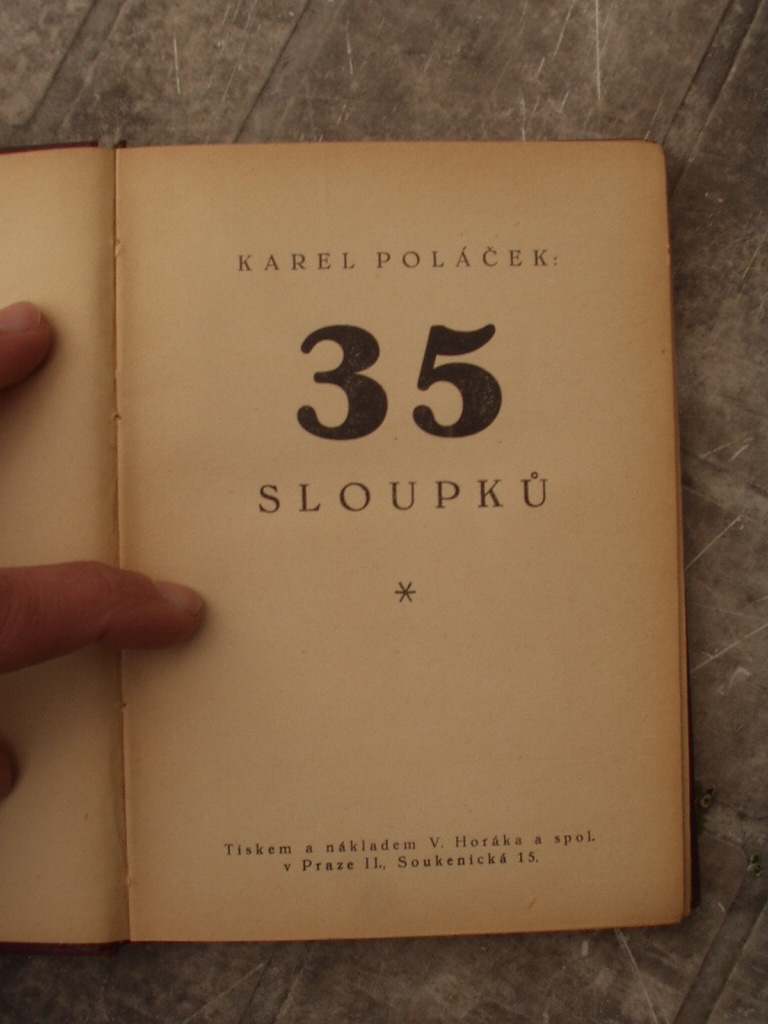 KAREL POLÁČEK:
35
SLOUPKŮ
*
Tiskem a nákladem V. Horáka a spol.
v Praze II., Soukenická 15.